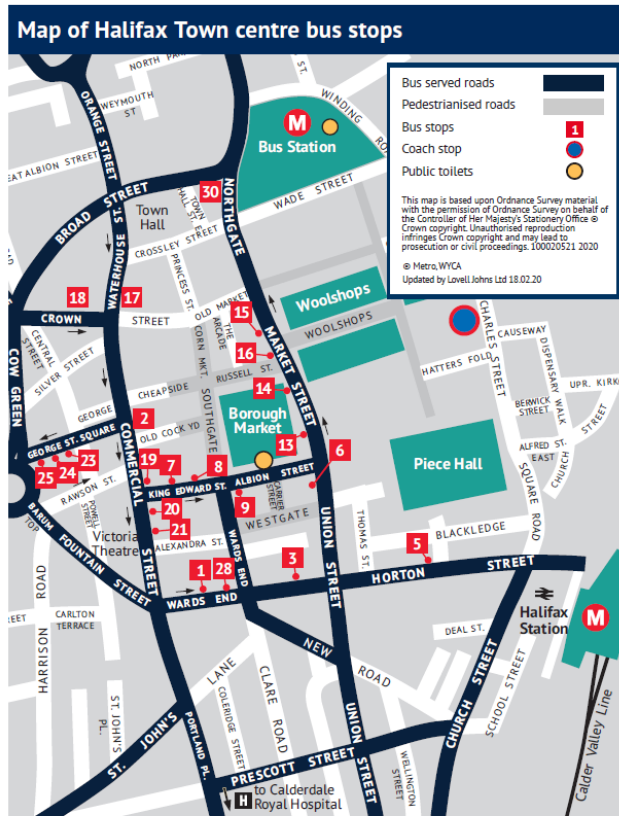 Map of Halifax Town centre bus stops
Bus served roads
Pedestrianised roads
Bus stops
1
Coach stop
Public toilets
This map is based upon Ordnance Survey material
with the permission of Ordnance Survey on behalf of
the Controller of Her Majesty's Stationery Office ©
Crown copyright. Unauthorised reproduction
infringes Crown copyright and may lead to
prosecution or civil proceedings. 100020521 2020
© Metro,WYCA
Updated by Lovell Johns Ltd 18.02.20
NORTH PAR
ST.
ORANGE STREET
WEYMOUTH
ST
WINDING
ROA
M
Bus Station
EAT ALBION STREET
BROAD STREET
30
NORTHGATE
WADE STREET
Town
Hall
TOWN
HALL ST. E
WATERHOUSE ST.
CROSSLEY STREET
PRINCESS ST.
18
17
CROWN
STREET
OLD MARKET
THE
ARCADE
15
Woolshops
WOOLSHOPS
16
MARKET STREET
CENTRAL
STREET
SILVER STREET
CORN MKT.
RUSSELL ST.
CHEAPSIDE
14
COW GREEN
GEORGE
2
SOUTHGATE
Borough
Market
13
CHARLES STREET
CAUSEWAY
HATTERS FOLD
DISPENSARY
WALK
UPR. KIRKG
BERWICK
STREET
STREET
ALFRED ST.
EAST
CHURCH
GEORGE ST. SQUARE
OLD COCK YD
COMMERCIAL
STREET
23
24
25
19
7
8
6
KING EDWARD ST.
ALBION STREET
RAWSON ST.
POWELL
STREET
20
21
9
CARRIER
STREET
WESTGATE
Piece Hall
SQUARE ROAD
TOP
BARUM
FOUNTAIN STREET
Victoria
Theatre
ALEXANDRA ST.
WARDS END
UNION STREET
THOMAS ST.
BLACKLEDGE
5
3
1
28
WARDS END
HORTON STREET
HARRISON ROAD
REET
CARLTON
TERRACE
ST. JOHN'S
PL.
Halifax
Station
M
DEAL ST.
SCHOOL STREET
CHURCH STREET
NEW
ROAD
LANE
CLARE ROAD
COLERIDGE STREET
UNION STREET
ST. JOHN'S
PORTLAND PL.
PRESCOTT STREET
WELLINGTON
STREET
Calder Valley Line
H to Calderdale
Royal Hospital